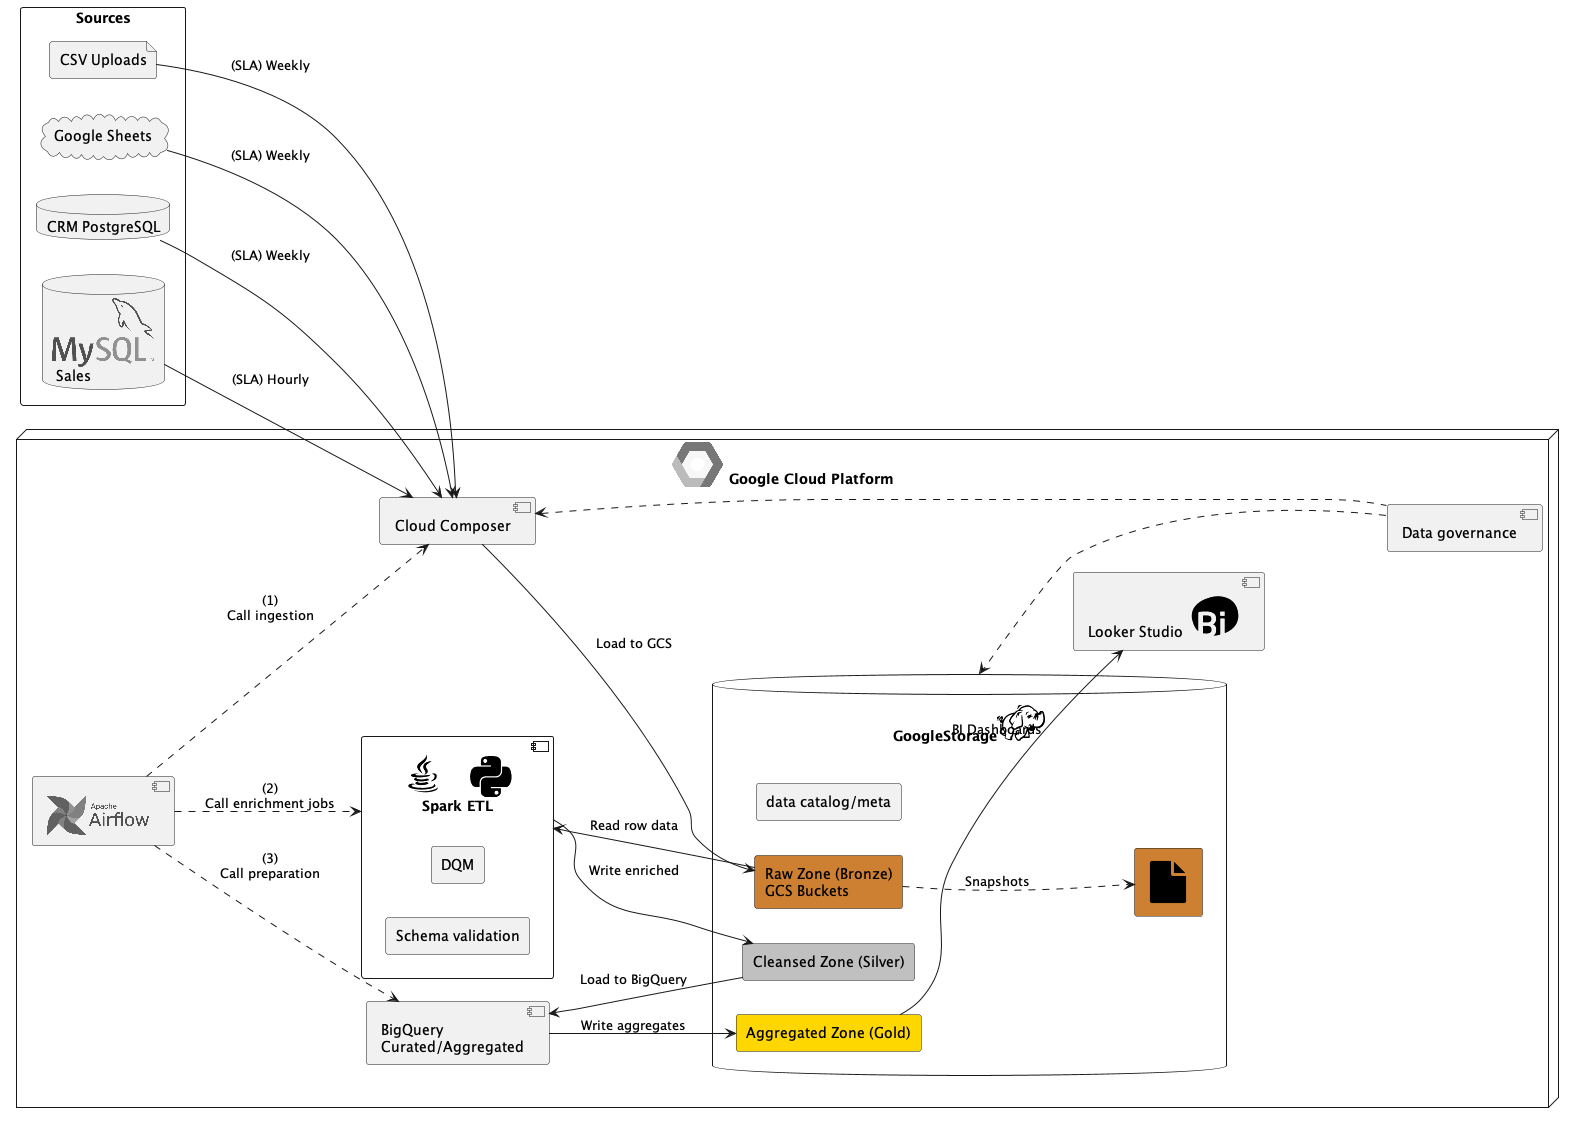 Sources
CSV Uploads
(SLA) Weekly
Google Sheets
(SLA) Weekly
CRM PostgreSQL
(SLA) Weekly
MySQL
Sales
(SLA) Hourly
Google Cloud Platform
Cloud Composer
Data governance
(1)
Call ingestion
Load to GCS
Looker Studio
Bi
BI Dashboards
GoogleStorage
Apache
Airflow
(2)
Call enrichment jobs
Spark ETL
DQM
Schema validation
data catalog/meta
Read row data
Raw Zone (Bronze)
GCS Buckets
Snapshots
Write enriched
(3)
Call preparation
Cleansed Zone (Silver)
Load to BigQuery
BigQuery
Curated/Aggregated
Write aggregates
Aggregated Zone (Gold)